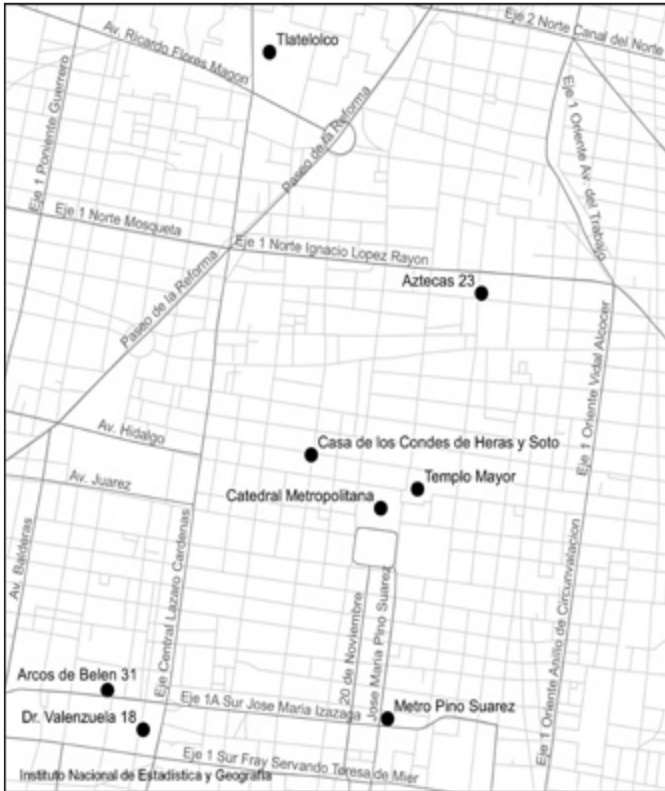 Eje 2 Norte Canal del Norte
Av. Ricardo Flores Magon
Tlatelolco
Eje 1 Poniente Guerrero
Paseo de la Reforma
Eje 1 Oriente Av. del Trabajo
Eje 1 Norte Mosqueta
Eje 1 Norte Ignacio Lopez Rayon
Paseo de la Reforma
Aztecas 23
Eje 1 Oriente Vidal Alcocer
Av. Hidalgo
Casa de los Condes de Heras y Soto
Av. Juarez
Templo Mayor
Catedral Metropolitana
Av. Balderas
Eje Central Lazaro Cardenas
20 de Noviembre
Jose Maria Pino Suarez
Eje 1 Oriente Anillo de Circunvalacion
Arcos de Belen 31
Eje 1A Sur Jose Maria Izazaga
Metro Pino Suarez
Dr. Valenzuela 18
Eje 1 Sur Fray Servando Teresa de Mier
Instituto Nacional de Estadística y Geografía